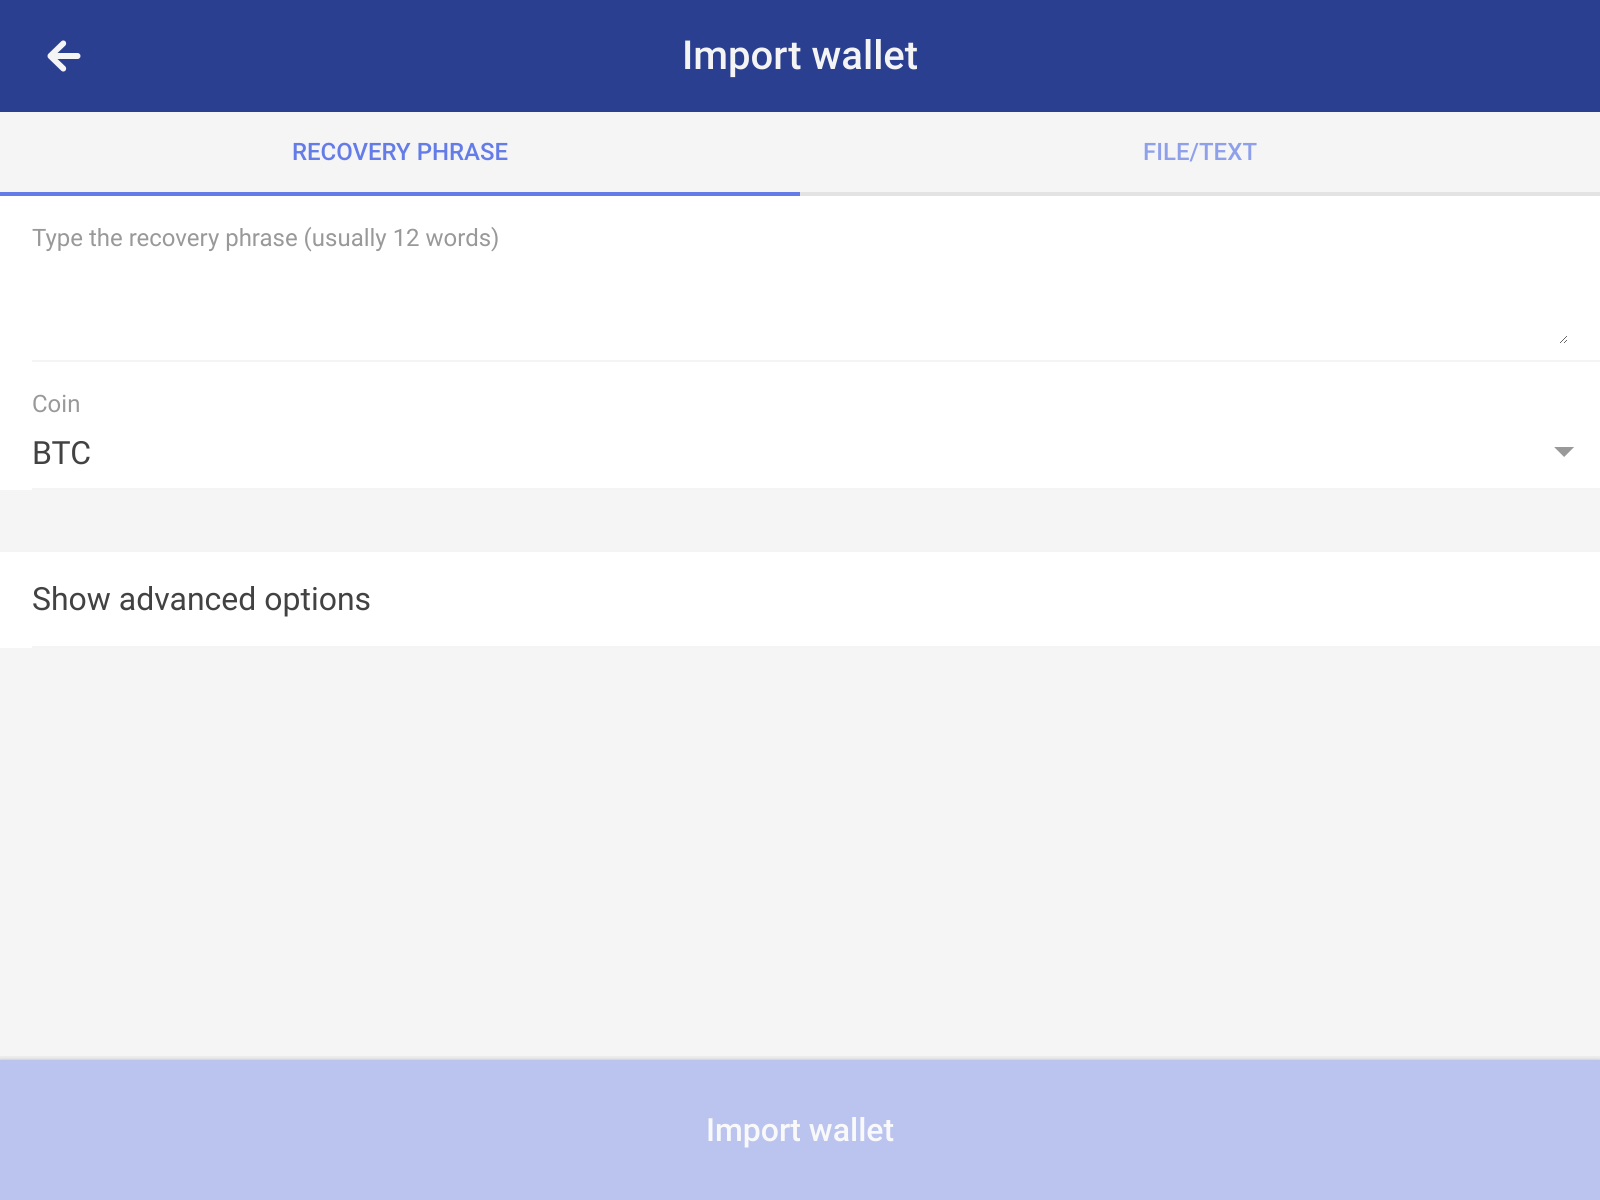 Import wallet
RECOVERY PHRASE
FILE/TEXT
Type the recovery phrase (usually 12 words)
Coin
BTC
Show advanced options
Import wallet